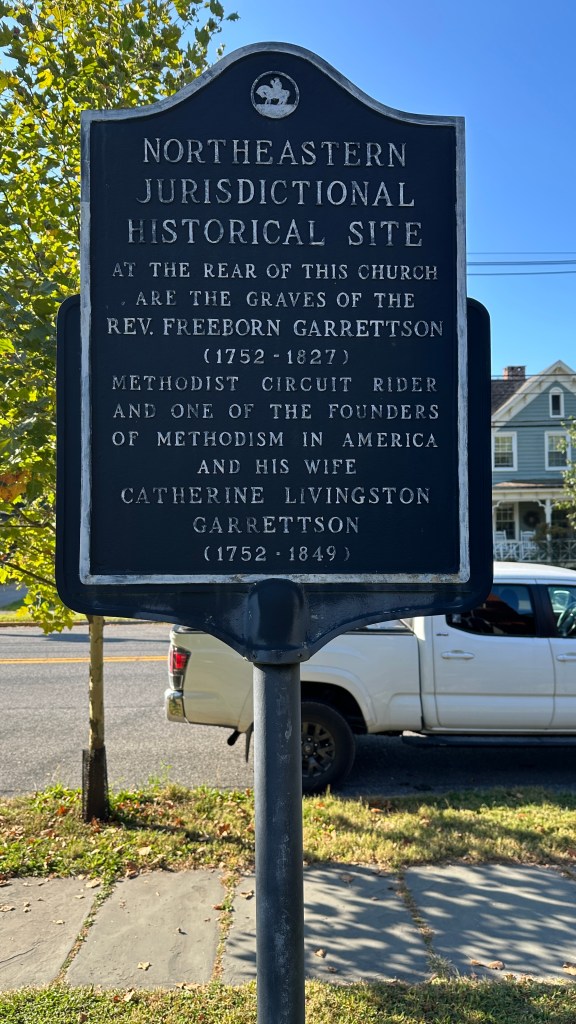 NORTHEASTERN
JURISDICTIONAL
HISTORICAL SITE
AT THE REAR OF THIS CHURCH
ARE THE GRAVES OF THE
REV. FREEBORN GARRETTSON
(1752-1827)
METHODIST CIRCUIT RIDER
AND ONE OF THE FOUNDERS
OF METHODISM IN AMERICA
AND HIS WIFE
CATHERINE LIVINGSTON
GARRETTSON
(1752-1849)